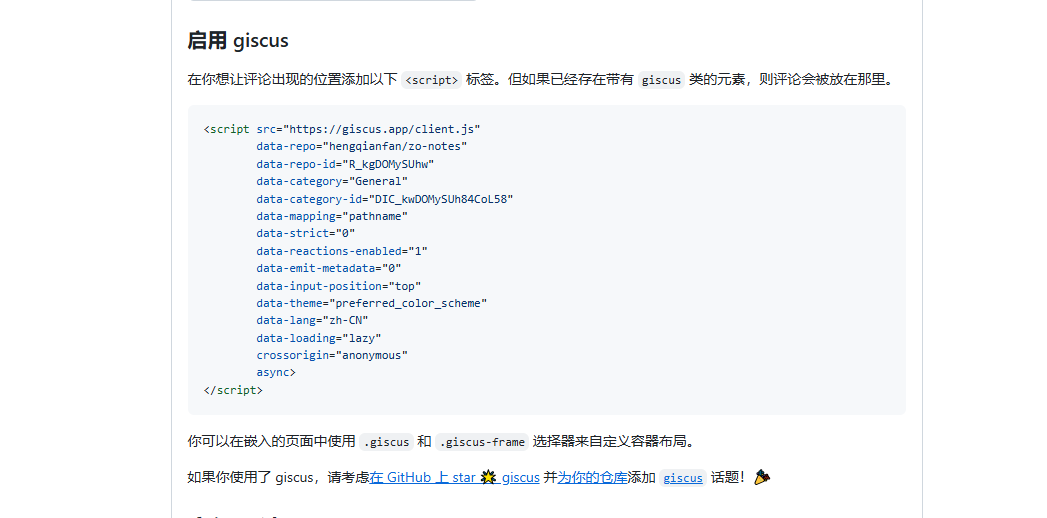 启用 giscus
在你想让评论出现的位置添加以下 <script> 标签。但如果已经存在带有 giscus 类的元素，则评论会被放在那里。
<script src="https://giscus.app/client.js"
        data-repo="hengqianfan/zo-notes"
        data-repo-id="R_kgDOMySUhw"
        data-category="General"
        data-category-id="DIC_kwDOMySUh84CoL58"
        data-mapping="pathname"
        data-strict="0"
        data-reactions-enabled="1"
        data-emit-metadata="0"
        data-input-position="top"
        data-theme="preferred_color_scheme"
        data-lang="zh-CN"
        data-loading="lazy"
        crossorigin="anonymous"
        async>
</script>
你可以在嵌入的页面中使用 .giscus 和 .giscus-frame 选择器来自定义容器布局。
如果你使用了 giscus，请考虑在 GitHub 上 star 🌟 giscus 并为你的仓库添加 giscus 话题！🎉